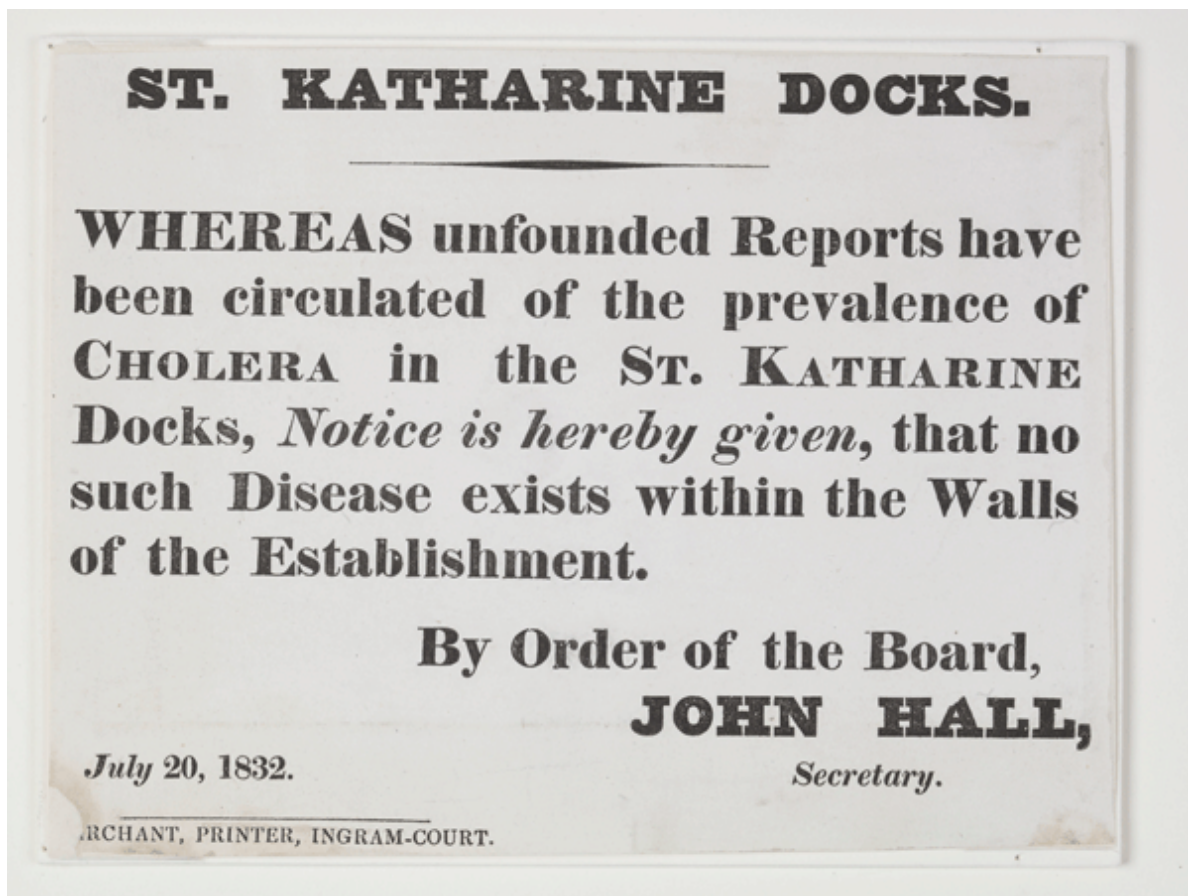 ST. KATHARINE DOCKS.
WHEREAS unfounded Reports have
been circulated of the prevalence of
CHOLERA in the ST. KATHARINE
Docks, Notice is hereby given, that no
such Disease exists within the Walls
of the Establishment.
By Order of the Board,
JOHN HALL,
July 20, 1832.
Secretary.
RCHANT, PRINTER, INGRAM-COURT.